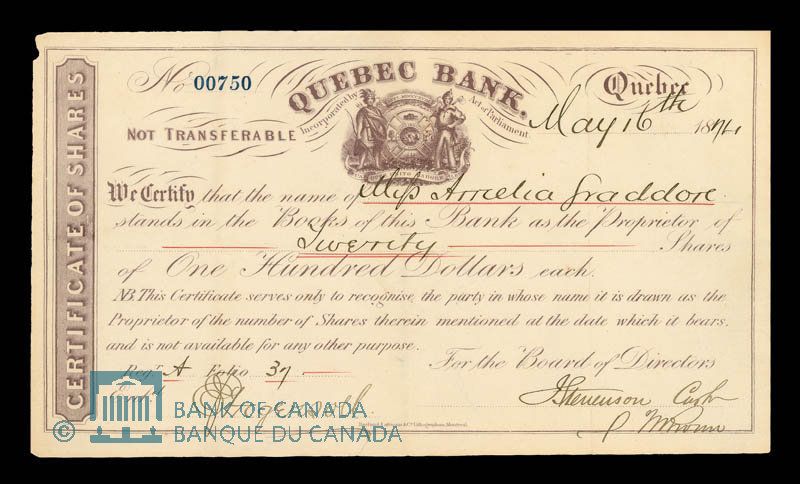 CERTIFICATE OF SHARES
No 00750
QUEBEC BANK.
Incorporated by Act of Parliament.
Quebec
May 16th 187
NOT TRANSFERABLE
We Certify that the name of Miss Amelia
stands in the Books of this Bank as the Proprietor of
Twenty Shares
of One Hundred Dollars each.
NB. This Certificate serves only to recognise the party in whose name it is drawn as the
Proprietor of the number of Shares therein mentioned at the date which it bears,
and is not available for any other purpose.
Regr A Folio 37
For the Board of Directors
Ent'd
J Stevenson Cash
© BANK OF CANADA
BANQUE DU CANADA
Montreal.